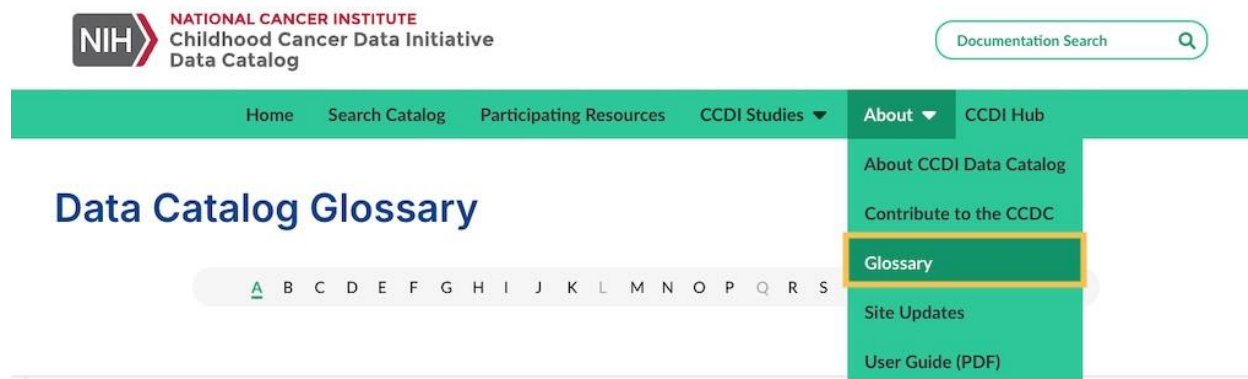 NIH
NATIONAL CANCER INSTITUTE
Childhood Cancer Data Initiative
Data Catalog
Documentation Search
Home Search Catalog Participating Resources CCDI Studies About CCDI Hub
About CCDI Data Catalog
Data Catalog Glossary
Contribute to the CCDC
Glossary
A B C D E F G H I J K L M N O P Q R S
Site Updates
User Guide (PDF)